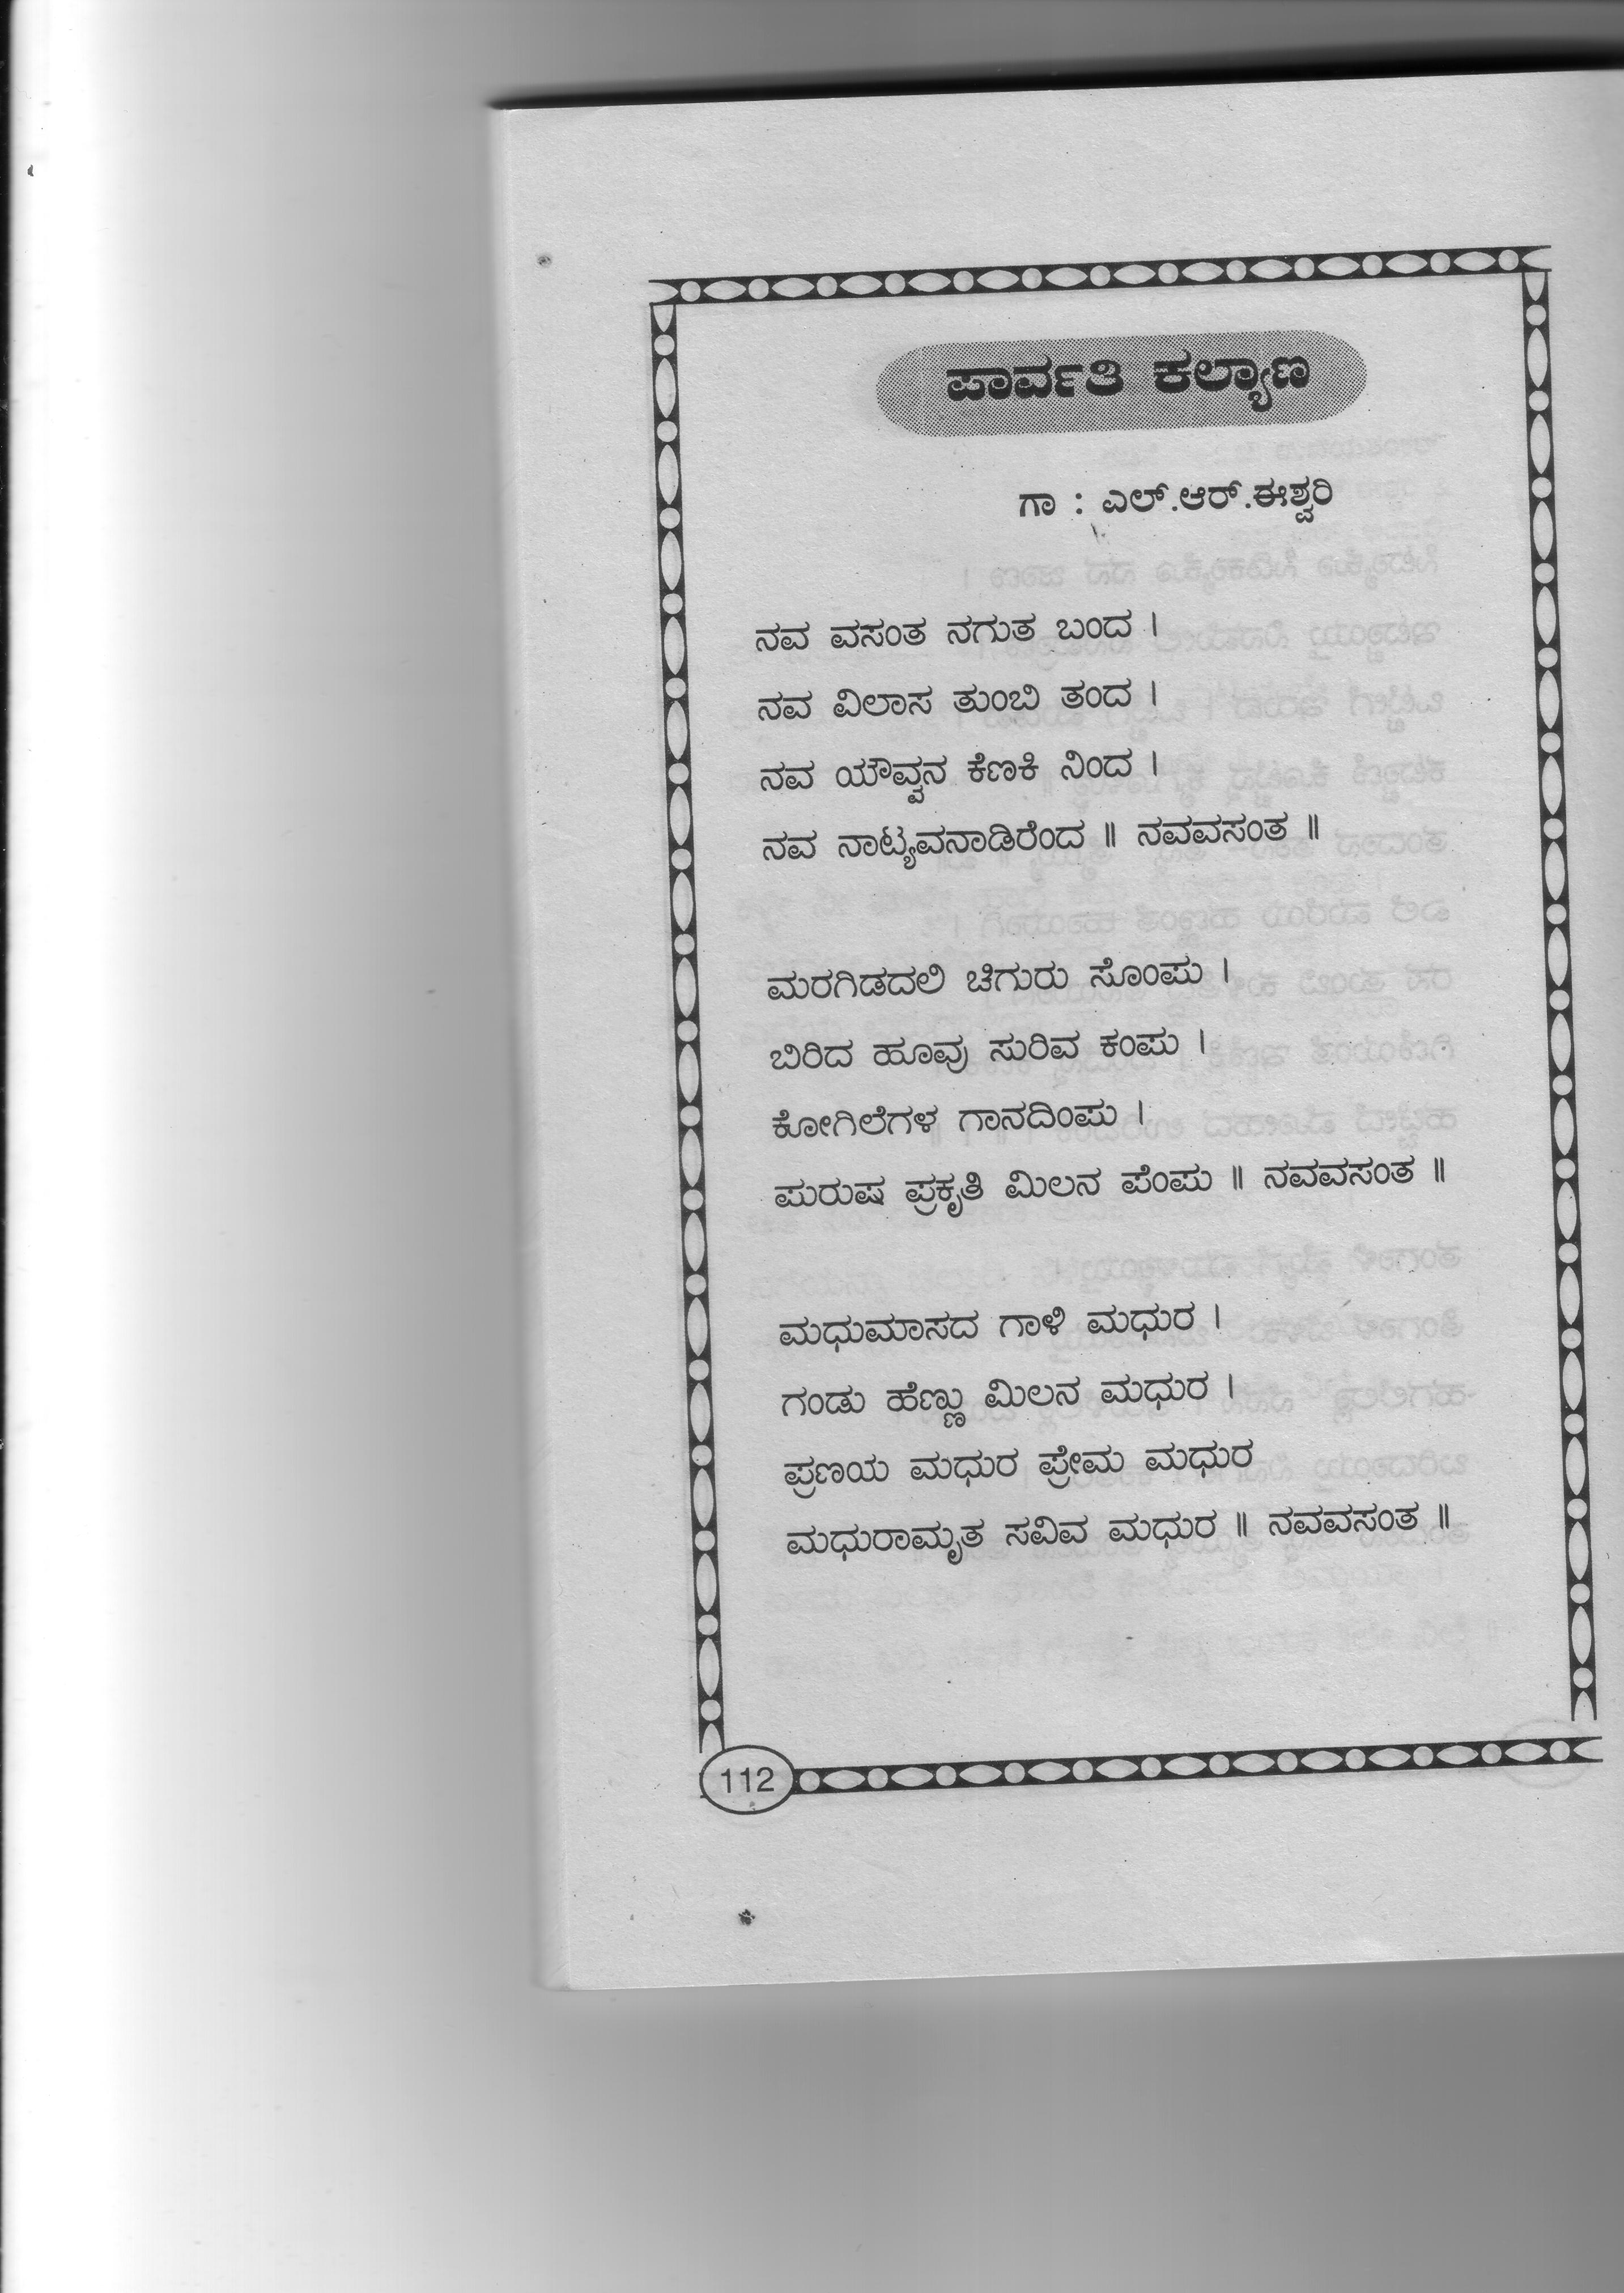 ಪಾರ್ವತಿ ಕಲ್ಯಾಣ
ಗಾ : ಎಲ್.ಆರ್.ಈಶ್ವರಿ
ನವ ವಸಂತ ನಗುತ ಬಂದ ।
ನವ ವಿಲಾಸ ತುಂಬಿ ತಂದ ।
ನವ ಯೌವ್ವನ ಕೆಣಕಿ ನಿಂದ ।
ನವ ನಾಟ್ಯವನಾಡಿರೆಂದ ॥ ನವವಸಂತ ॥
ಮರಗಿಡದಲಿ ಚಿಗುರು ಸೊಂಪು ।
ಬಿರಿದ ಹೂವು ಸುರಿವ ಕಂಪು ।
ಕೋಗಿಲೆಗಳ ಗಾನದಿಂಪು ।
ಪುರುಷ ಪ್ರಕೃತಿ ಮಿಲನ ಪೆಂಪು ॥ ನವವಸಂತ ॥
ಮಧುಮಾಸದ ಗಾಳಿ ಮಧುರ ।
ಗಂಡು ಹೆಣ್ಣು ಮಿಲನ ಮಧುರ ।
ಪ್ರಣಯ ಮಧುರ ಪ್ರೇಮ ಮಧುರ
ಮಧುರಾಮೃತ ಸವಿವ ಮಧುರ ॥ ನವವಸಂತ ॥
112